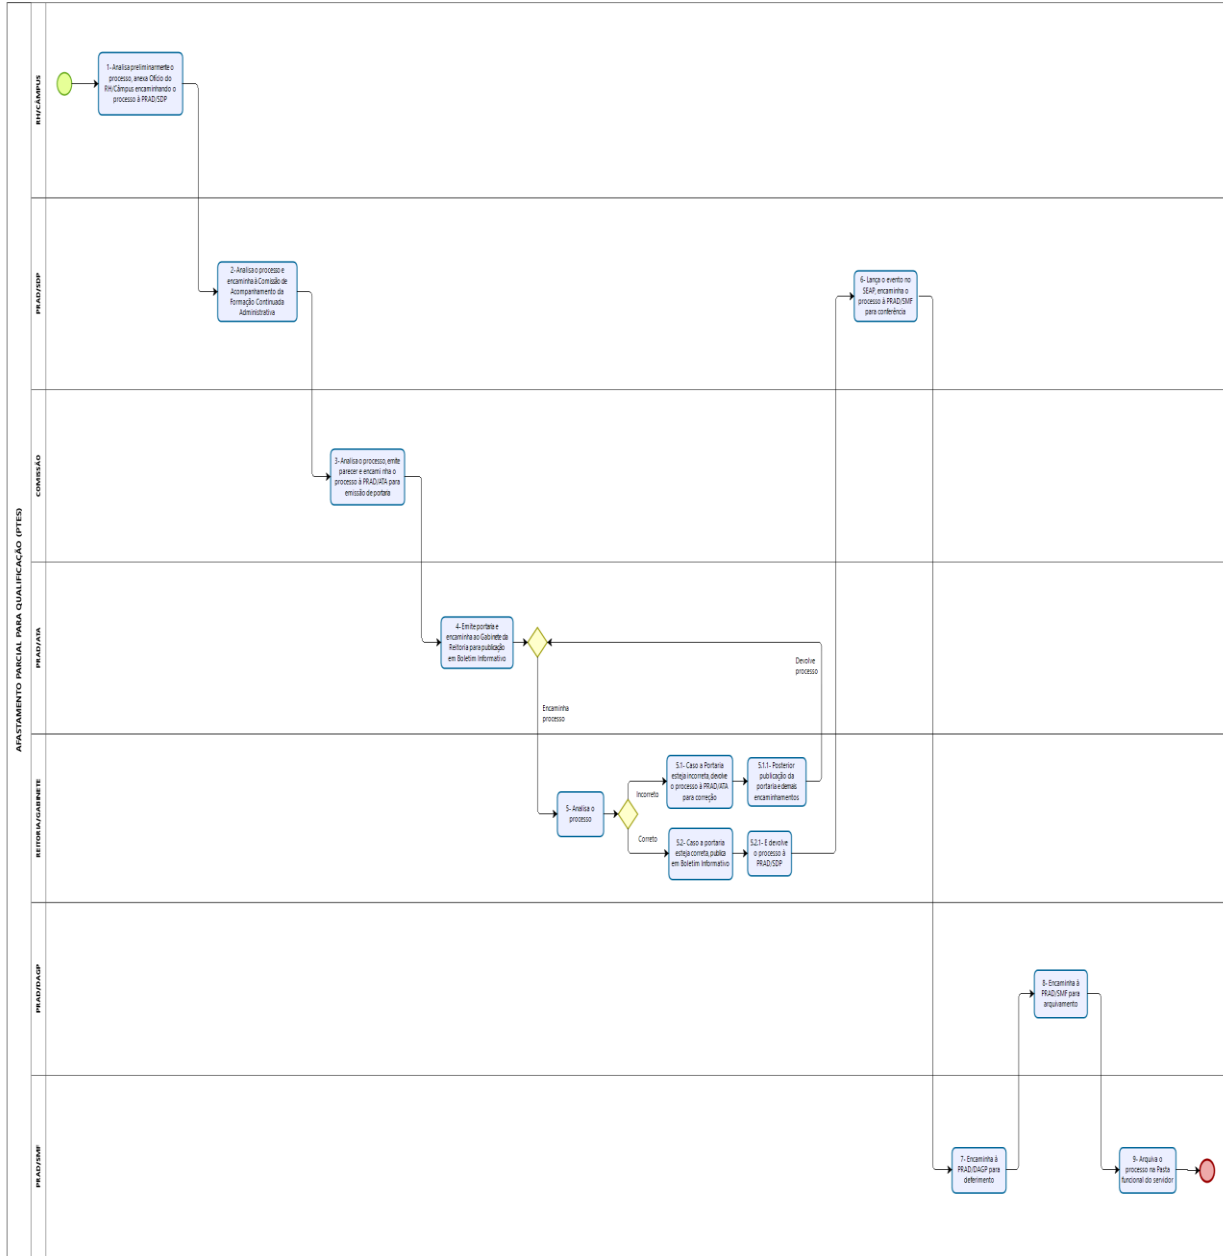 AFASTAMENTO PARCIAL PARA QUALIFICAÇÃO (PTES)
RH/CÂMPUS
1- Analisa preliminarmente o
processo, anexa Ofício do
RH/Câmpus encaminhando o
processo à PRAD/SDP
PRAD/SDP
2- Analisa o processo e
encaminha à Comissão de
Acompanhamento da
Formação Continuada
Administrativa
6- Lança o evento no
SEAP, encaminha o
processo à PRAD/SMF
para conferência
COMISSÃO
3- Analisa o processo, emite
parecer e encaminha o
processo à PRAD/ATA para
emissão de portaria
PRAD/ATA
4- Emite portaria e
encaminha ao Gabinete da
Reitoria para publicação
em Boletim Informativo
Devolve
processo
Encaminha
processo
REITORIA/GABINETE
5- Analisa o
processo
Incorreto
Correto
5.1- Caso a Portaria
esteja incorreta, devolve
o processo à PRAD/ATA
para correção
5.1.1- Posterior
publicação da
portaria e demais
encaminhamentos
5.2- Caso a portaria
esteja correta, publica
em Boletim Informativo
5.2.1- E devolve
o processo à
PRAD/SDP
PRAD/DAGP
8- Encaminha à
PRAD/SMF para
arquivamento
PRAD/SMF
7- Encaminha à
PRAD/DAGP para
deferimento
9- Arquiva o
processo na Pasta
funcional do servidor